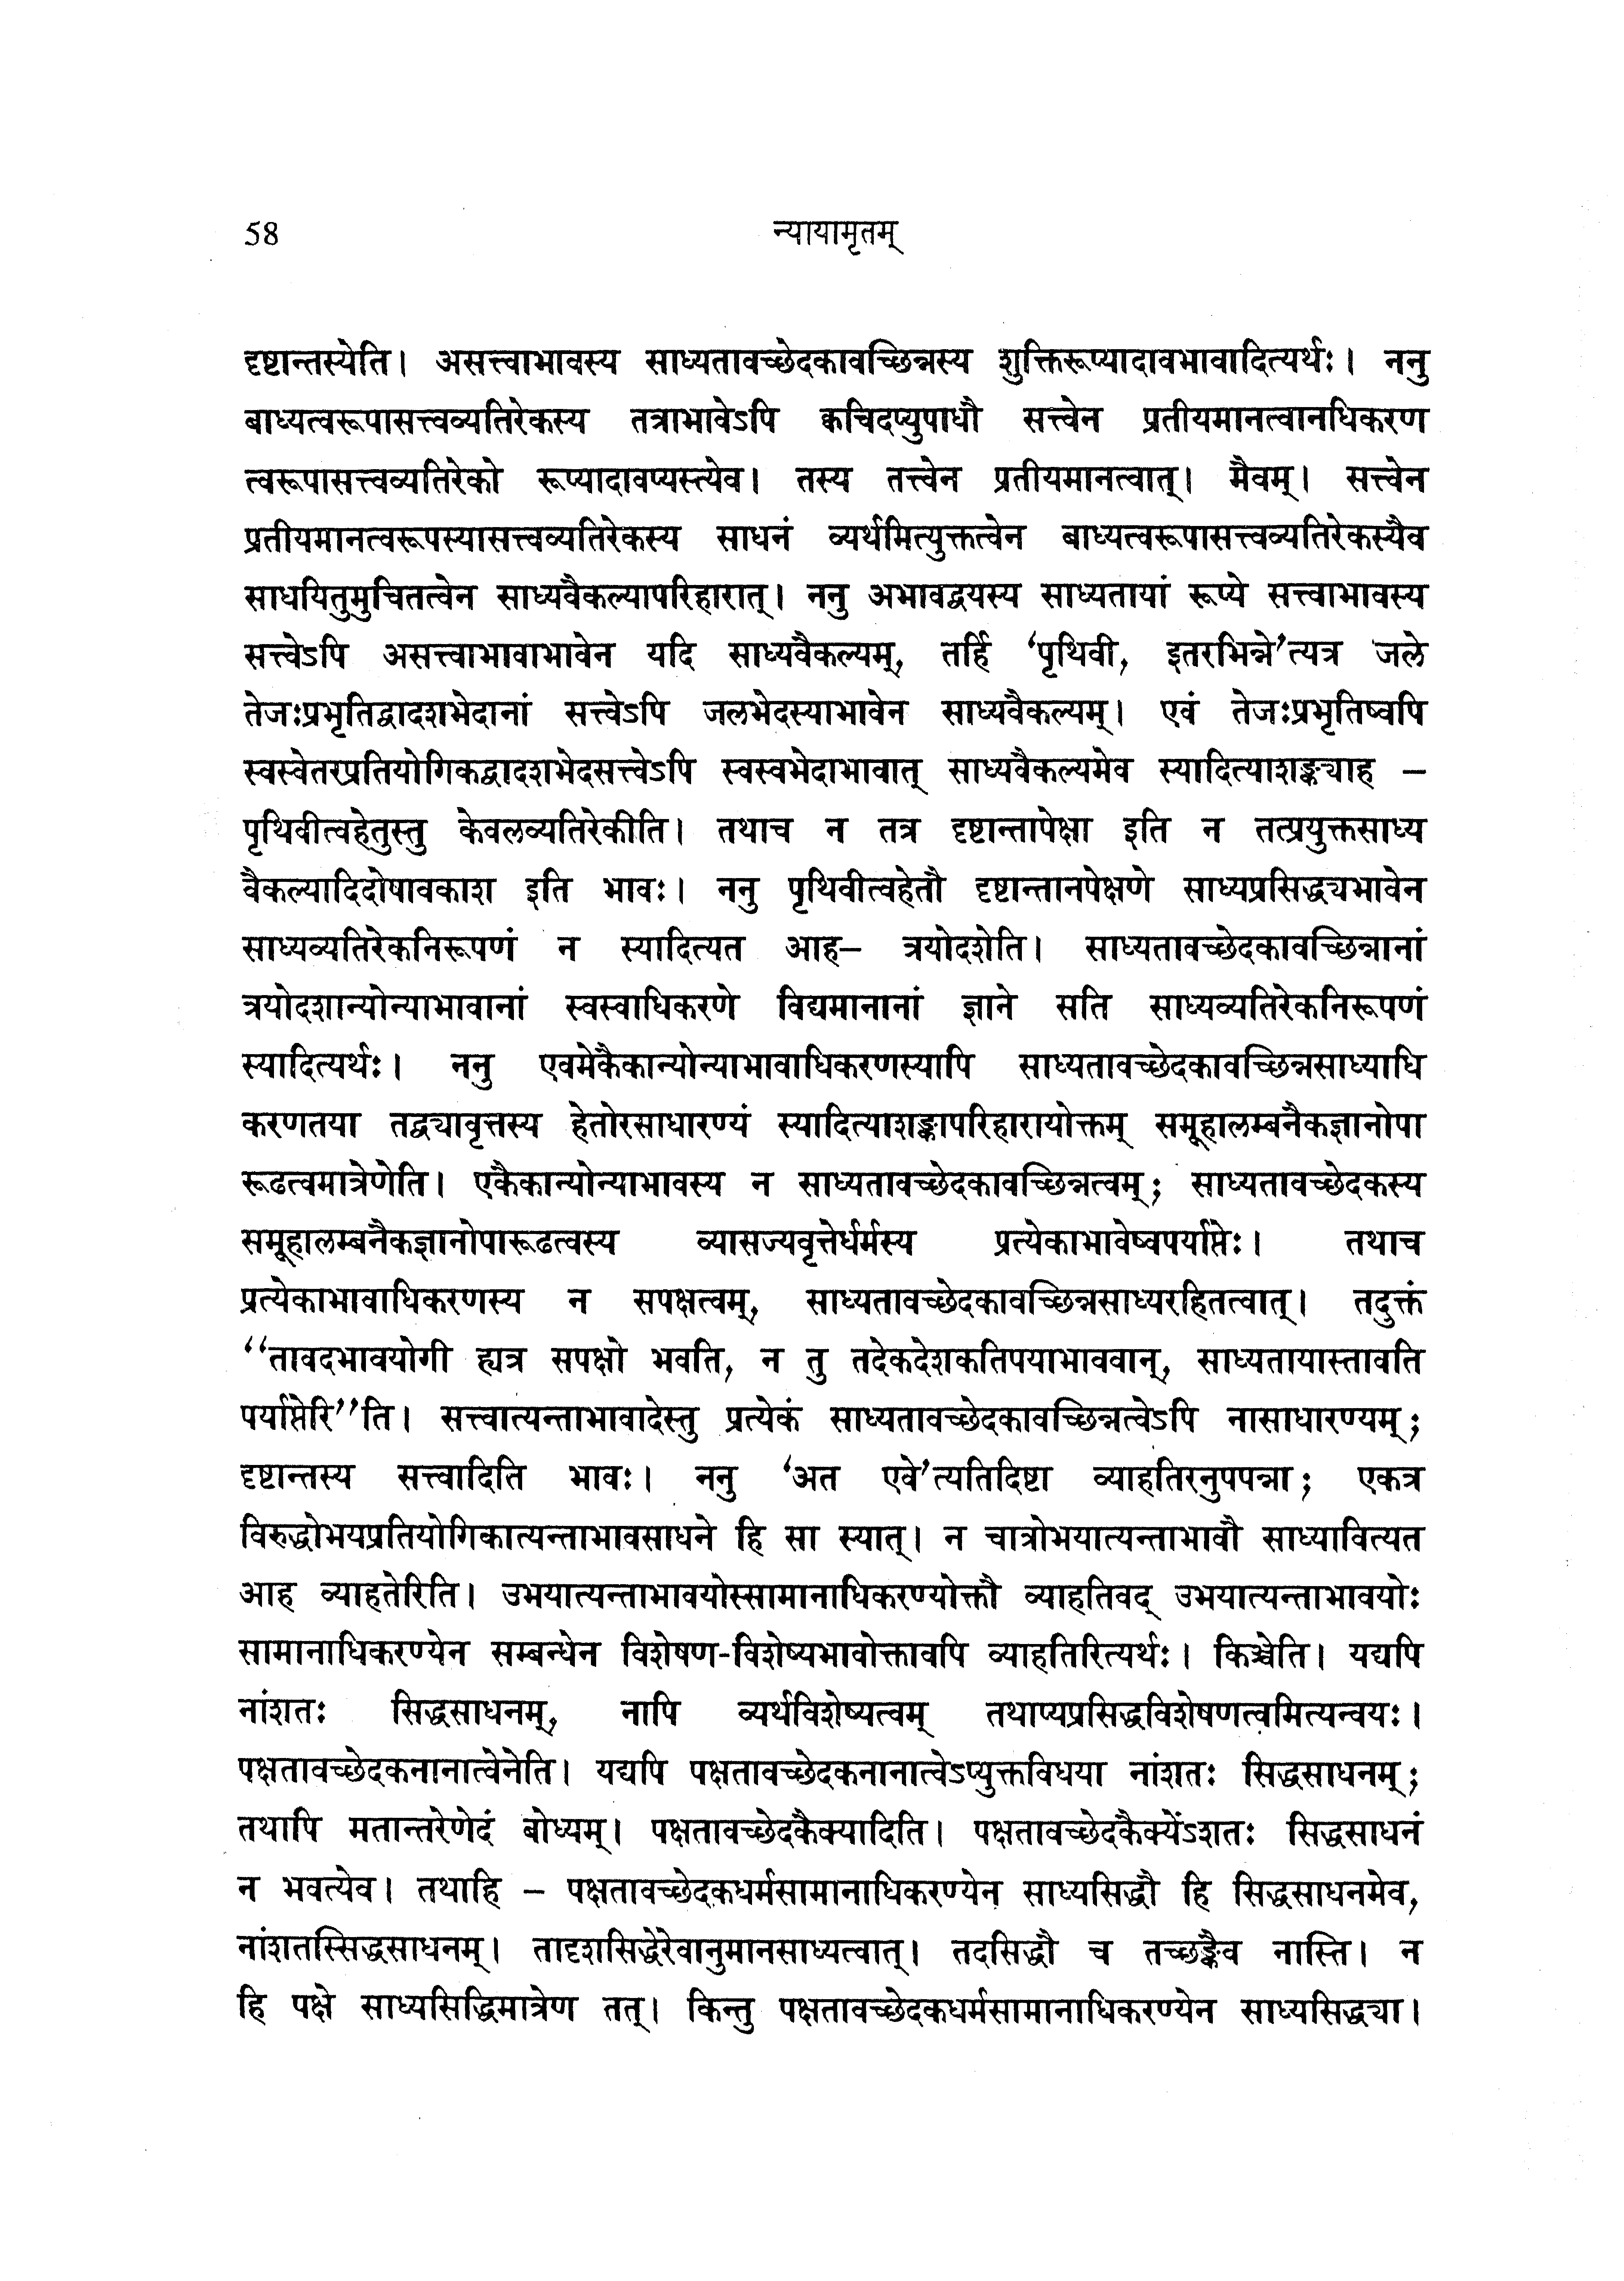 58
न्यायामृतम्
दृष्टान्तस्येति। असत्त्वाभावस्य साध्यतावच्छेदकावच्छिन्नस्य शुक्तिरूप्यादावभावादित्यर्थः। ननु
बाध्यत्वरूपासत्त्वव्यतिरेकस्य तत्राभावेऽपि क्वचिदप्युपाधौ सत्त्वेन प्रतीयमानत्वानधिकरण
त्वरूपासत्त्वव्यतिरेको रूप्यादावप्यस्त्येव। तस्य तत्त्वेन प्रतीयमानत्वात्। मैवम्। सत्त्वेन
प्रतीयमानत्वरूपस्यासत्त्वव्यतिरेकस्य साधनं व्यर्थमित्युक्तत्वेन बाध्यत्वरूपासत्त्वव्यतिरेकस्यैव
साधयितुमुचितत्वेन साध्यवैकल्यापरिहारात्। ननु अभावद्वयस्य साध्यतायां रूप्ये सत्त्वाभावस्य
सत्त्वेऽपि असत्त्वाभावाभावेन यदि साध्यवैकल्यम्, तर्हि ‘पृथिवी, इतरभिन्ने’त्यत्र जले
तेजःप्रभृतिद्वादशभेदानां सत्त्वेऽपि जलभेदस्याभावेन साध्यवैकल्यम्। एवं तेजःप्रभृतिष्वपि
स्वस्वेतरप्रतियोगिकद्वादशभेदसत्त्वेऽपि स्वस्वभेदाभावात् साध्यवैकल्यमेव स्यादित्याशङ्क्याह –
पृथिवीत्वहेतुस्तु केवलव्यतिरेकीति। तथाच न तत्र दृष्टान्तापेक्षा इति न तत्प्रयुक्तसाध्य
वैकल्यादिदोषावकाश इति भावः। ननु पृथिवीत्वहेतौ दृष्टान्तानपेक्षणे साध्यप्रसिद्ध्यभावेन
साध्यव्यतिरेकनिरूपणं न स्यादित्यत आह– त्रयोदशेति। साध्यतावच्छेदकावच्छिन्नानां
त्रयोदशान्योन्याभावानां स्वस्वाधिकरणे विद्यमानानां ज्ञाने सति साध्यव्यतिरेकनिरूपणं
स्यादित्यर्थः। ननु एवमेकैकान्योन्याभावाधिकरणस्यापि साध्यतावच्छेदकावच्छिन्नसाध्याधि
करणतया तद्व्यावृत्तस्य हेतोरसाधारण्यं स्यादित्याशङ्कापरिहारायोक्तम् समूहालम्बनैकज्ञानोपा
रूढत्वमात्रेणेति। एकैकान्योन्याभावस्य न साध्यतावच्छेदकावच्छिन्नत्वम्; साध्यतावच्छेदकस्य
समूहालम्बनैकज्ञानोपारूढत्वस्य व्यासज्यवृत्तेर्धर्मस्य प्रत्येकाभावेष्वपर्याप्तेः। तथाच
प्रत्येकाभावाधिकरणस्य न सपक्षत्वम्, साध्यतावच्छेदकावच्छिन्नसाध्यरहितत्वात्। तदुक्तं
“तावदभावयोगी ह्यत्र सपक्षो भवति, न तु तदेकदेशकतिपयाभाववान्, साध्यतायास्तावति
पर्याप्तेरि”ति। सत्त्वात्यन्ताभावादेस्तु प्रत्येकं साध्यतावच्छेदकावच्छिन्नत्वेऽपि नासाधारण्यम्;
दृष्टान्तस्य सत्त्वादिति भावः। ननु ‘अत एवे’त्यतिदिष्टा व्याहतिरनुपपन्ना; एकत्र
विरुद्धोभयप्रतियोगिकात्यन्ताभावसाधने हि सा स्यात्। न चात्रोभयात्यन्ताभावौ साध्यावित्यत
आह व्याहतेरिति। उभयात्यन्ताभावयोस्सामानाधिकरण्योक्तौ व्याहतिवद् उभयात्यन्ताभावयोः
सामानाधिकरण्येन सम्बन्धेन विशेषण-विशेष्यभावोक्तावपि व्याहतिरित्यर्थः। किञ्चेति। यद्यपि
नांशतः सिद्धसाधनम्, नापि व्यर्थविशेष्यत्वम् तथाप्यप्रसिद्धविशेषणत्वमित्यन्वयः।
पक्षतावच्छेदकनानात्वेनेति। यद्यपि पक्षतावच्छेदकनानात्वेऽप्युक्तविधया नांशतः सिद्धसाधनम्;
तथापि मतान्तरेणेदं बोध्यम्। पक्षतावच्छेदकैक्यादिति। पक्षतावच्छेदकैक्येंऽशतः सिद्धसाधनं
न भवत्येव। तथाहि – पक्षतावच्छेदकधर्मसामानाधिकरण्येन साध्यसिद्धौ हि सिद्धसाधनमेव,
नांशतस्सिद्धसाधनम्। तादृशसिद्धेरेवानुमानसाध्यत्वात्। तदसिद्धौ च तच्छङ्कैव नास्ति। न
हि पक्षे साध्यसिद्धिमात्रेण तत्। किन्तु पक्षतावच्छेदकधर्मसामानाधिकरण्येन साध्यसिद्ध्या।